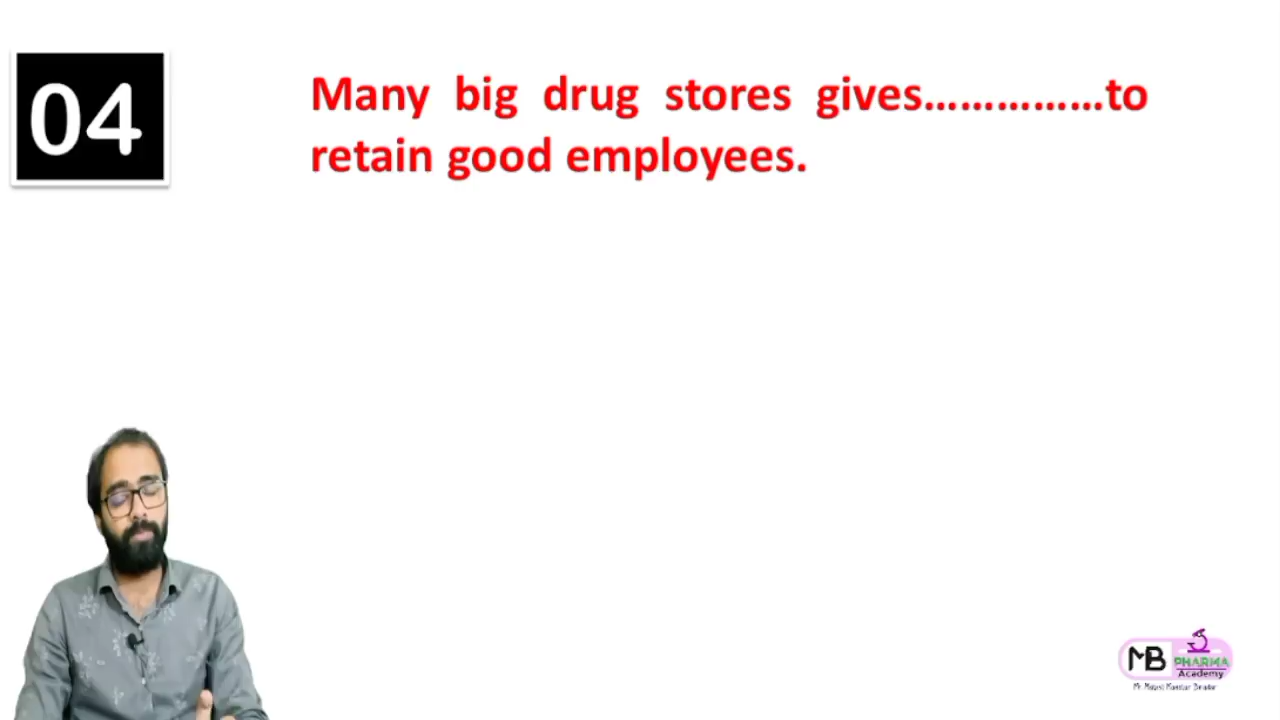 04
Many big drug stores gives……………to
retain good employees.
MB
PHARMA
Academy